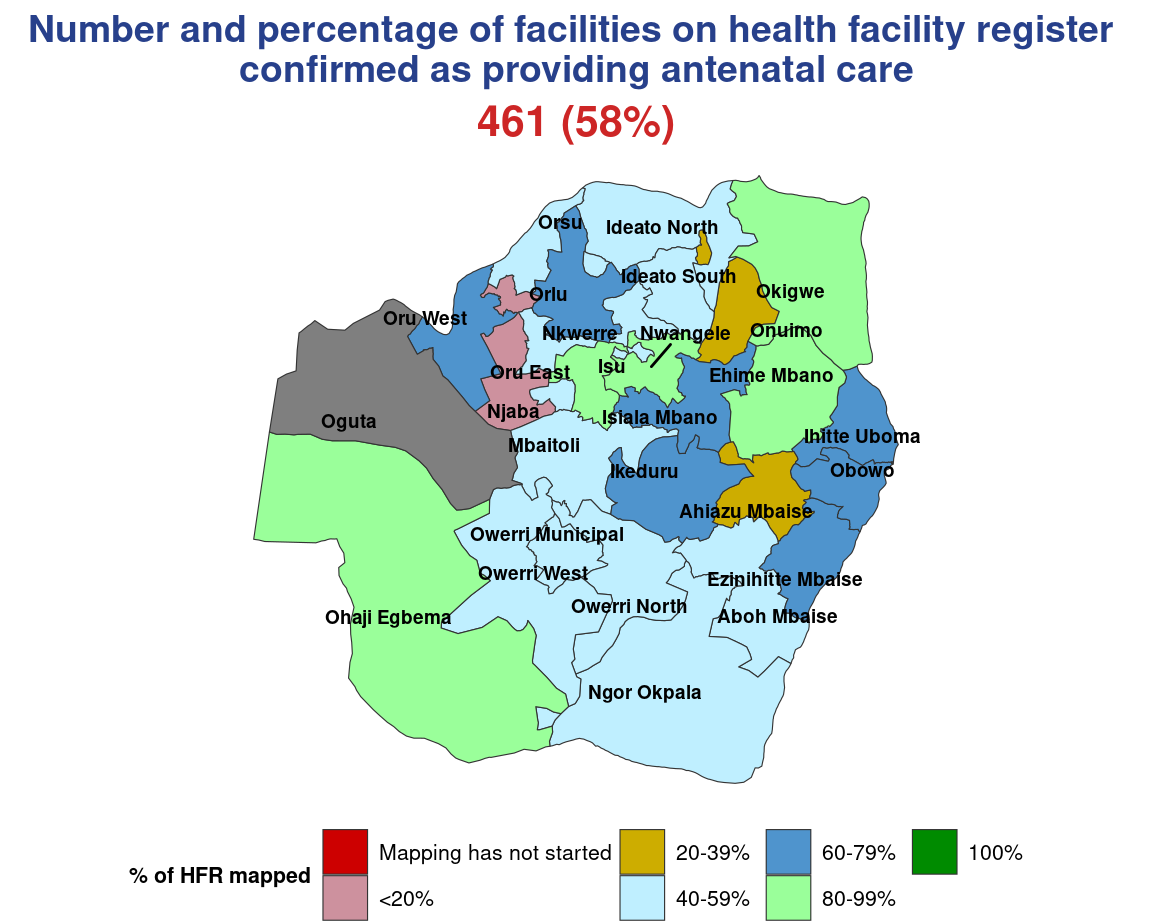 Number and percentage of facilities on health facility register
confirmed as providing antenatal care
461 (58%)
Orsu
Ideato North
Ideato South
Orlu
Okigwe
Oru West
Nkwerre
Nwangele
Onuimo
Isu
Oru East
Ehime Mbano
Njaba
Isiala Mbano
Oguta
Ihitte Uboma
Mbaitoli
Ikeduru
Obowo
Ahiazu Mbaise
Owerri Municipal
Owerri West
Ezinihitte Mbaise
Owerri North
Ohaji Egbema
Aboh Mbaise
Ngor Okpala
% of HFR mapped
Mapping has not started
<20%
20-39%
40-59%
60-79%
80-99%
100%